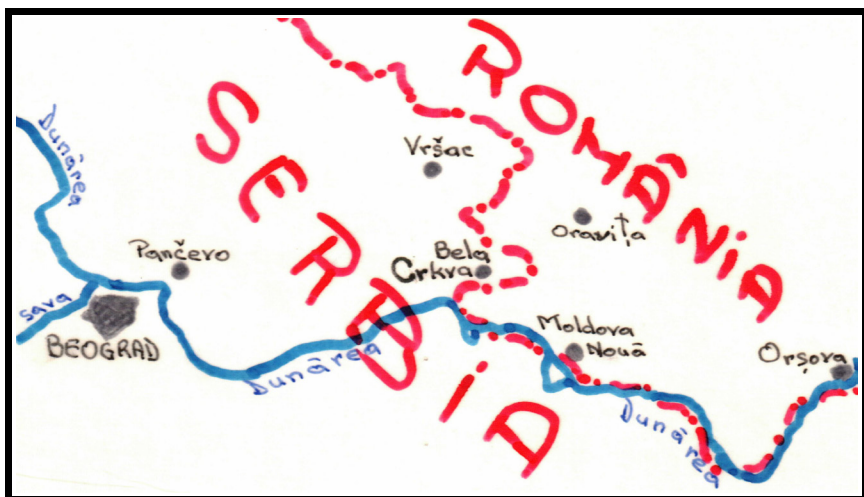 ROMÂNIA
SERBIA
Dunărea
Vršac
Oravița
Pančevo
Bela
Crkva
sava
BEOGRAD
Moldova
Nouă
Orșova
Dunărea
Dunărea